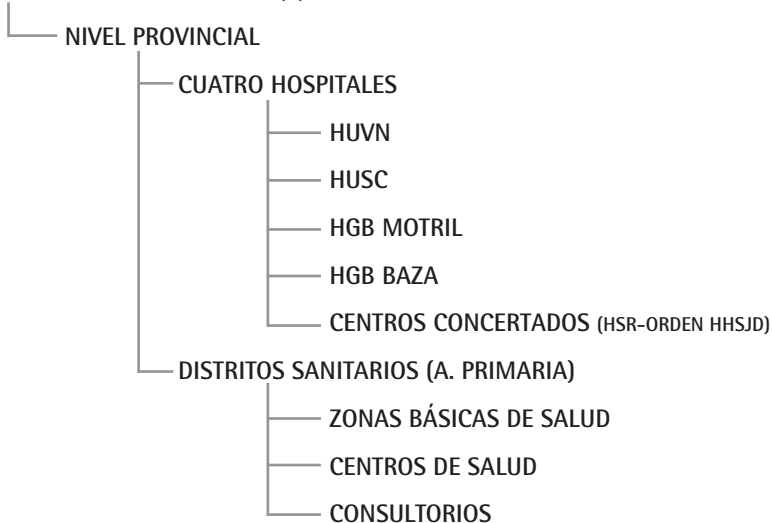 NIVEL PROVINCIAL
CUATRO HOSPITALES
HUVN
HUSC
HGB MOTRIL
HGB BAZA
CENTROS CONCERTADOS (HSR-ORDEN HHSJD)
DISTRITOS SANITARIOS (A. PRIMARIA)
ZONAS BÁSICAS DE SALUD
CENTROS DE SALUD
CONSULTORIOS